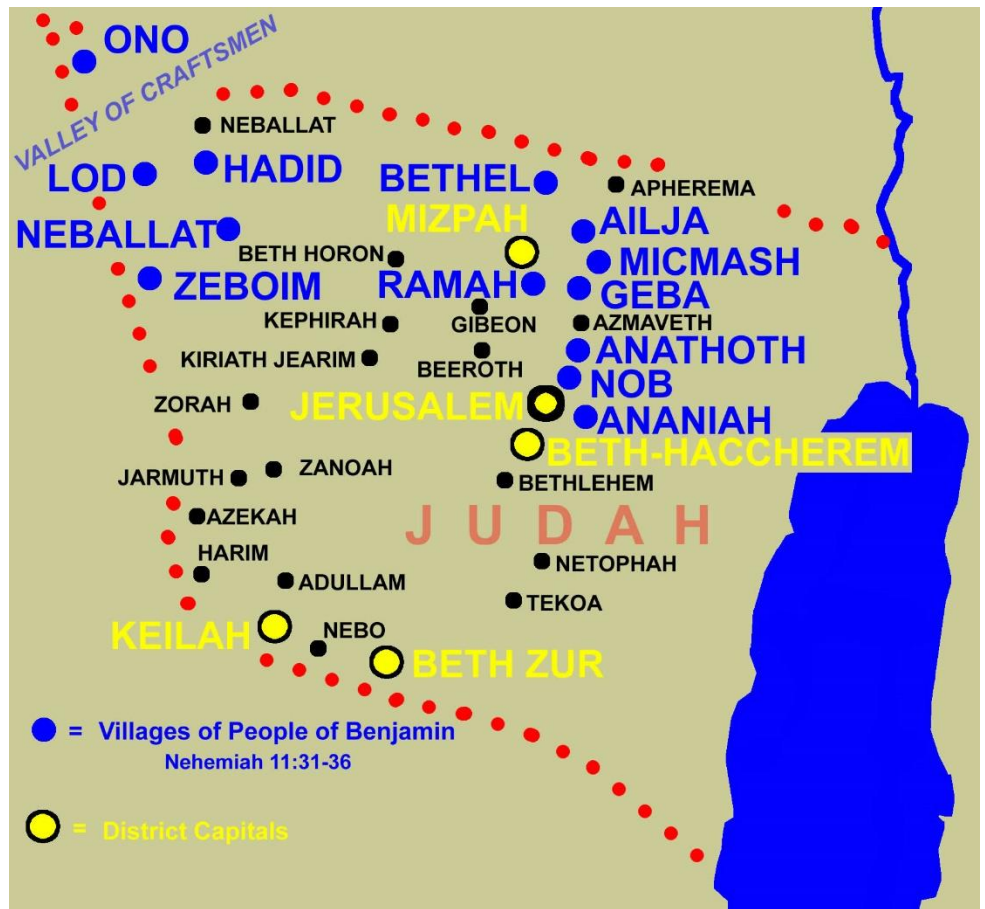 ONO
VALLEY OF CRAFTSMEN
NEBALLAT
LOD
HADID
BETHEL
APHEREMA
MIZPAH
AILJA
NEBALLAT
BETH HORON
MICMASH
ZEBOIM
RAMAH
GEBA
KEPHIRAH
GIBEON
AZMAVETH
KIRIATH JEARIM
BEEROTH
ANATHOTH
NOB
ZORAH
JERUSALEM
ANANIAH
BETH-HACCHEREM
JARMUTH
ZANOAH
BETHLEHEM
AZEKAH
JUDAH
HARIM
ADULLAM
NETOPHAH
TEKOA
KEILAH
NEBO
BETH ZUR
= Villages of People of Benjamin
Nehemiah 11:31-36
= District Capitals